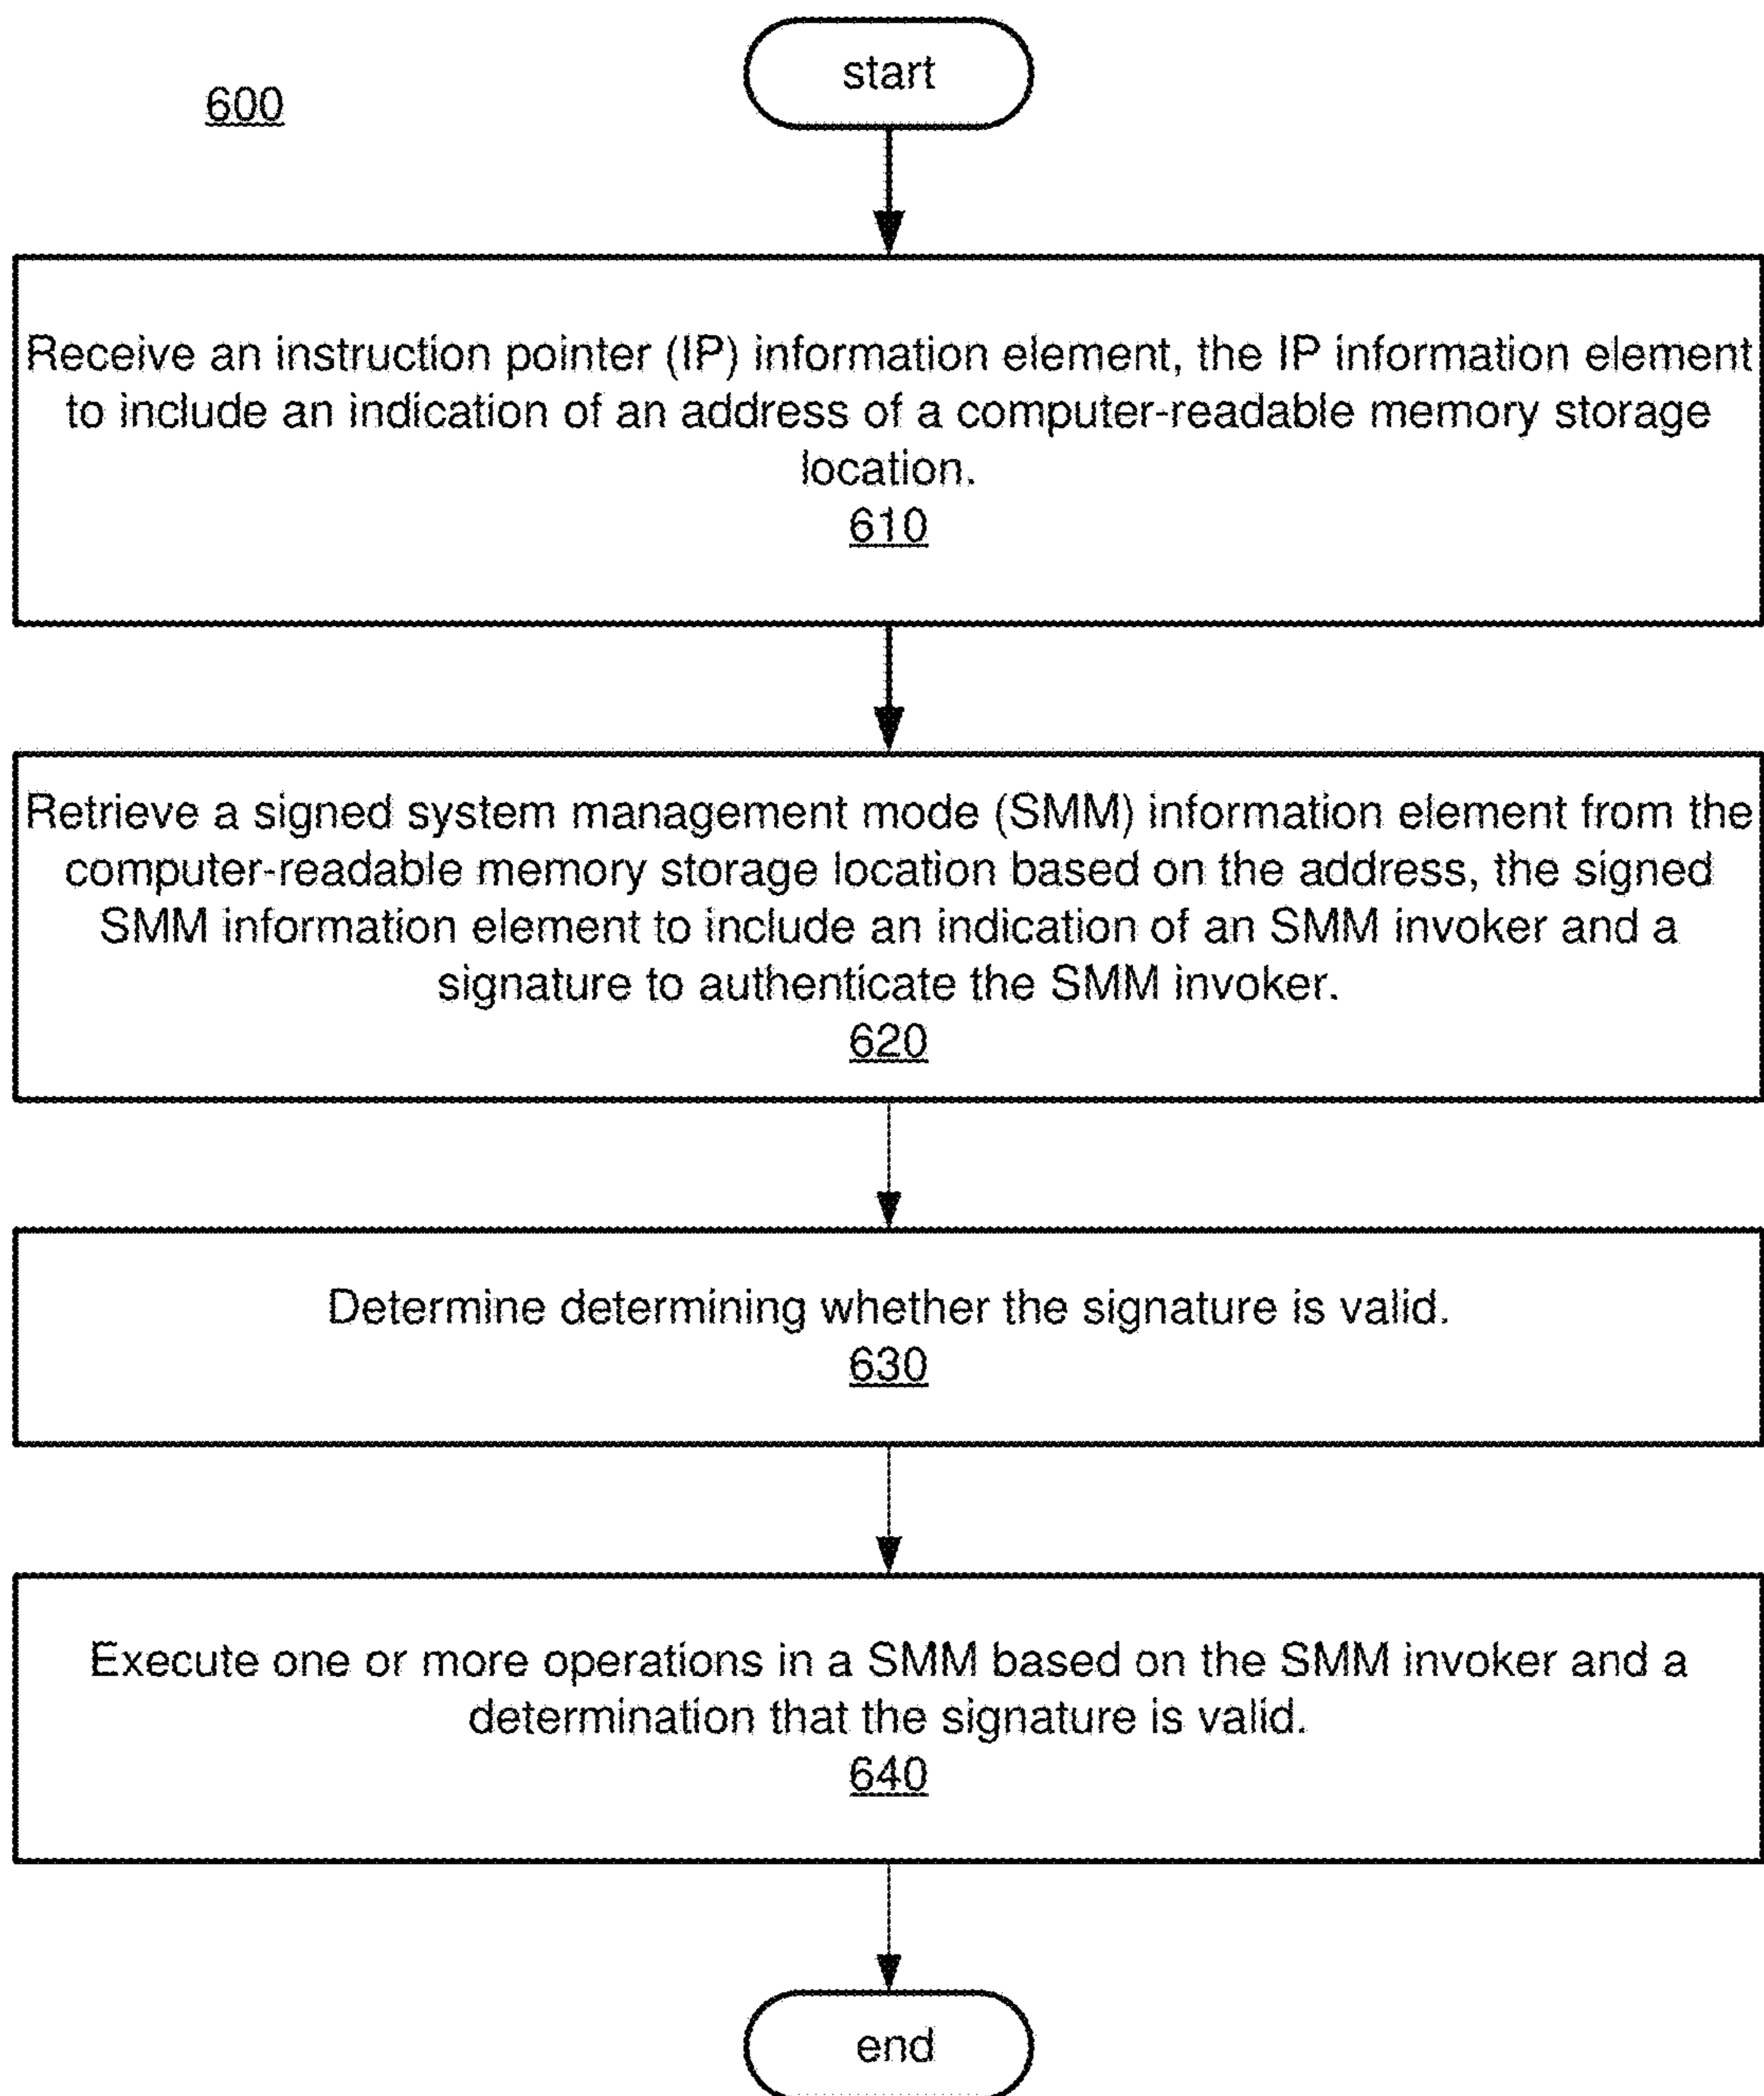 start
600
Receive an instruction pointer (IP) information element, the IP information element
to include an indication of an address of a computer-readable memory storage
location.
610
Retrieve a signed system management mode (SMM) information element from the
computer-readable memory storage location based on the address, the signed
SMM information element to include an indication of an SMM invoker and a
signature to authenticate the SMM invoker.
620
Determine determining whether the signature is valid.
630
Execute one or more operations in a SMM based on the SMM invoker and a
determination that the signature is valid.
640
end